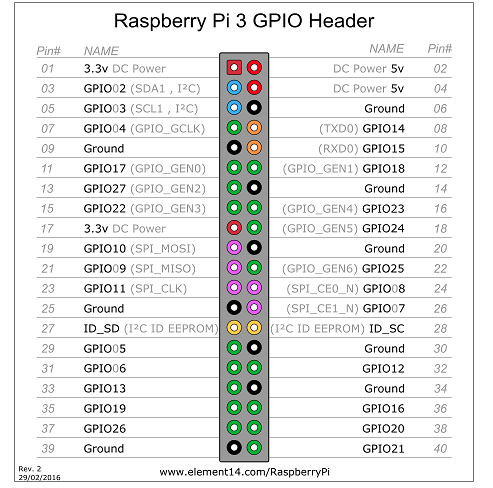 Raspberry Pi 3 GPIO Header
Pin# NAME NAME Pin#
01 3.3v DC Power DC Power 5v 02
03 GPIO02 (SDA1 , I²C) DC Power 5v 04
05 GPIO03 (SCL1 , I²C) Ground 06
07 GPIO04 (GPIO_GCLK) (TXD0) GPIO14 08
09 Ground (RXD0) GPIO15 10
11 GPIO17 (GPIO_GEN0) (GPIO_GEN1) GPIO18 12
13 GPIO27 (GPIO_GEN2) Ground 14
15 GPIO22 (GPIO_GEN3) (GPIO_GEN4) GPIO23 16
17 3.3v DC Power (GPIO_GEN5) GPIO24 18
19 GPIO10 (SPI_MOSI) Ground 20
21 GPIO09 (SPI_MISO) (GPIO_GEN6) GPIO25 22
23 GPIO11 (SPI_CLK) (SPI_CE0_N) GPIO08 24
25 Ground (SPI_CE1_N) GPIO07 26
27 ID_SD (I²C ID EEPROM) (I²C ID EEPROM) ID_SC 28
29 GPIO05 Ground 30
31 GPIO06 GPIO12 32
33 GPIO13 Ground 34
35 GPIO19 GPIO16 36
37 GPIO26 GPIO20 38
39 Ground GPIO21 40
Rev. 2
29/02/2016
www.element14.com/RaspberryPi